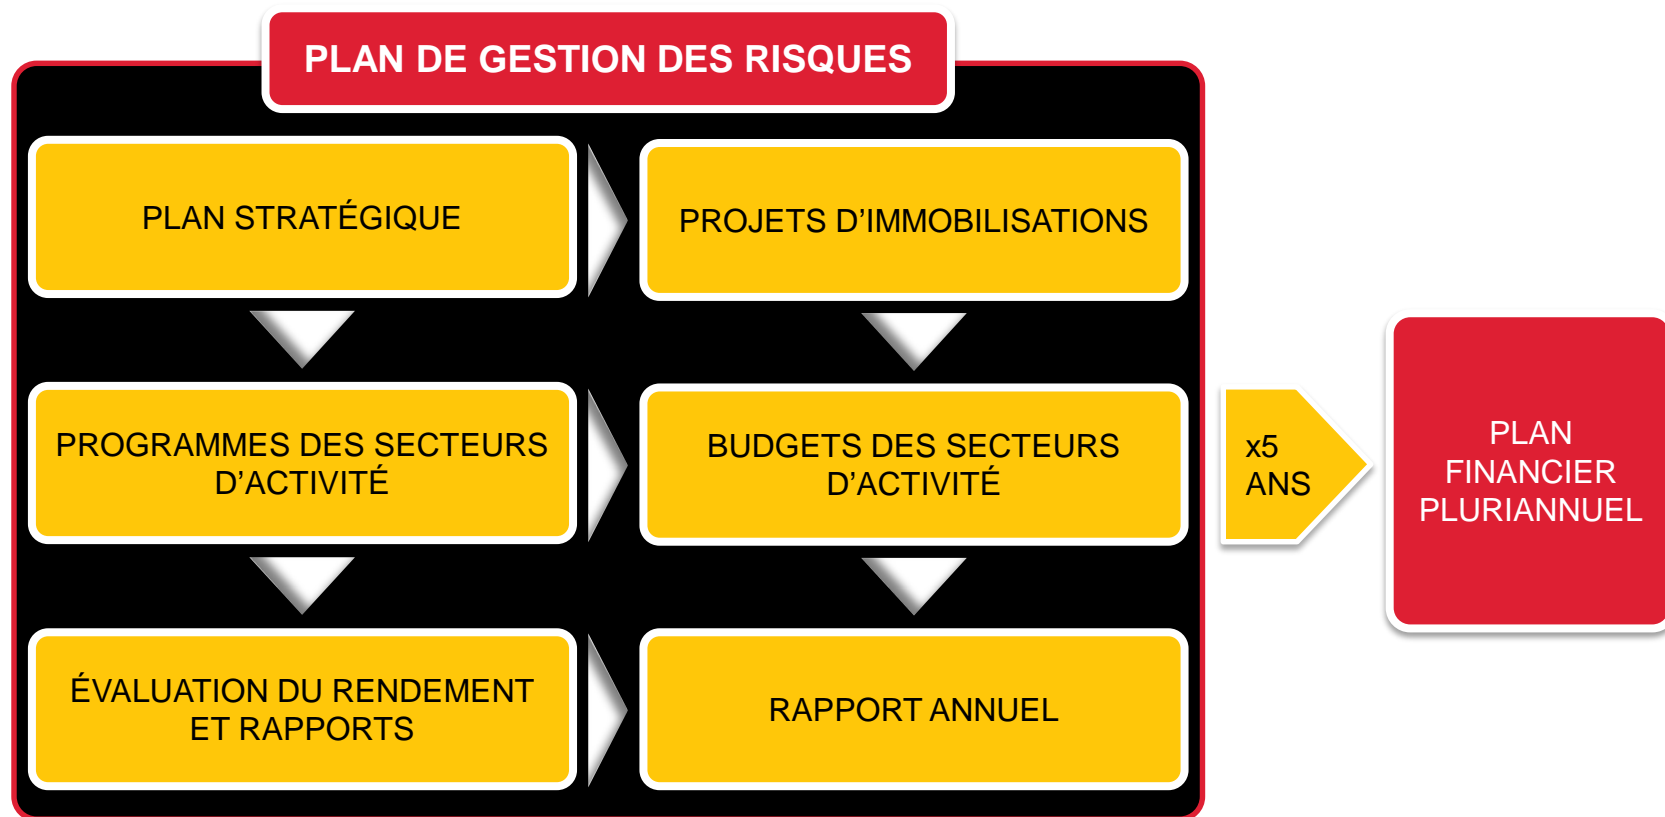 PLAN DE GESTION DES RISQUES
PLAN STRATÉGIQUE
PROJETS D’IMMOBILISATIONS
PROGRAMMES DES SECTEURS
D’ACTIVITÉ
BUDGETS DES SECTEURS
D’ACTIVITÉ
x5
ANS
PLAN
FINANCIER
PLURIANNUEL
ÉVALUATION DU RENDEMENT
ET RAPPORTS
RAPPORT ANNUEL